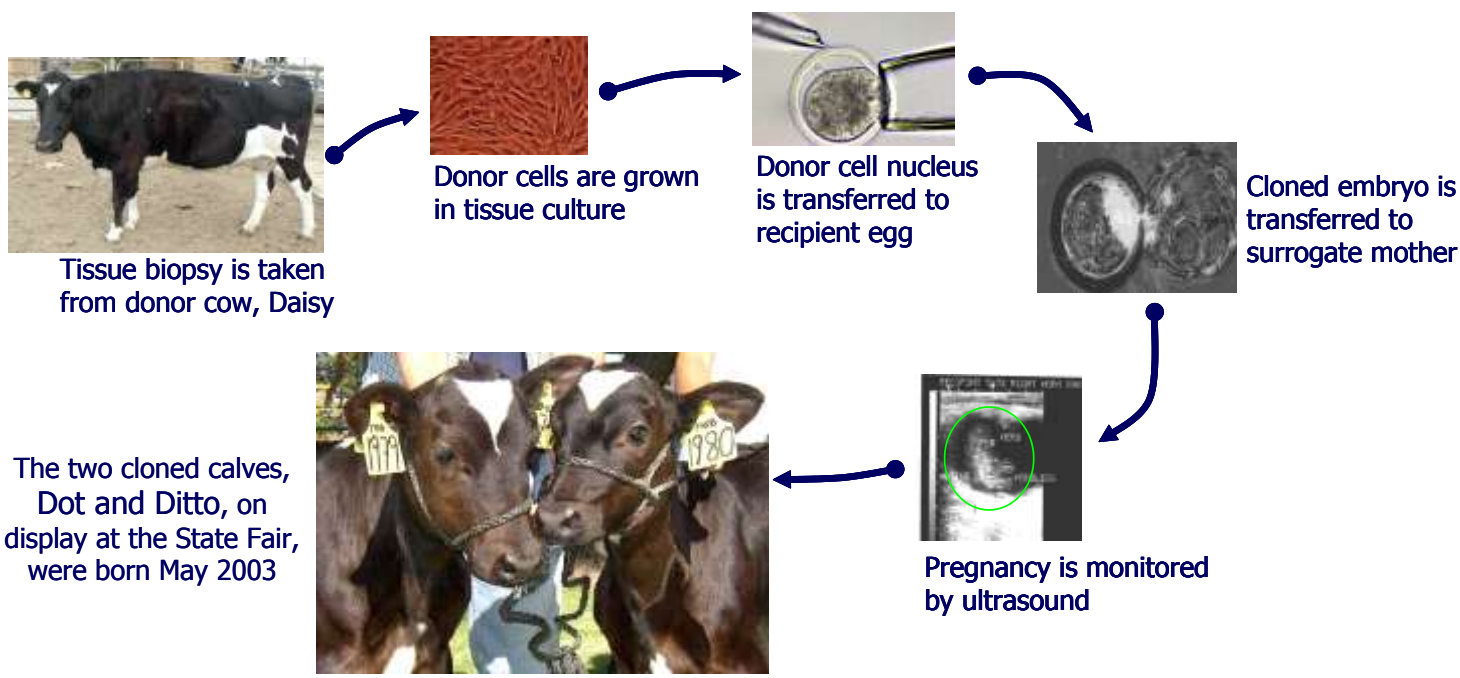 Tissue biopsy is taken
from donor cow, Daisy
Donor cells are grown
in tissue culture
Donor cell nucleus
is transferred to
recipient egg
Cloned embryo is
transferred to
surrogate mother
Pregnancy is monitored
by ultrasound
The two cloned calves,
Dot and Ditto, on
display at the State Fair,
were born May 2003
1979
1980